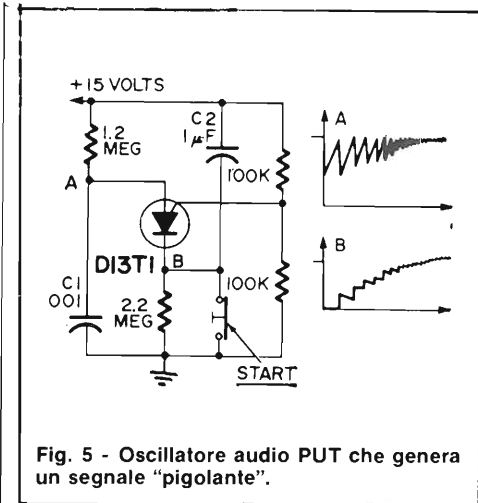 +15 VOLTS
1.2
MEG
C2
1µF
100K
A
A
D13T1
B
B
C1
001
2.2
MEG
100K
START
Fig. 5 - Oscillatore audio PUT che genera
un segnale “pigolante”.